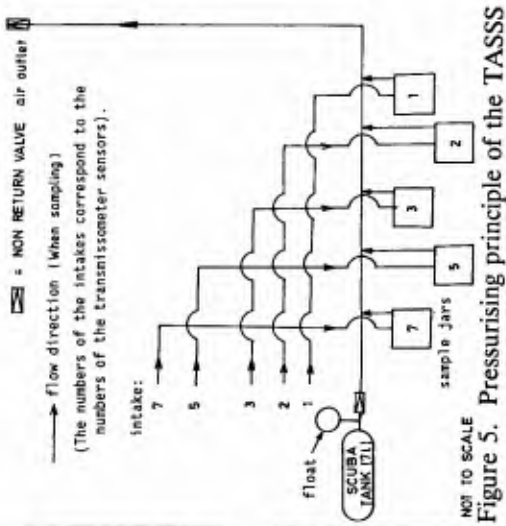 = NON RETURN VALVE air outlet
flow direction (When sampling)
(The numbers of the intakes correspond to the
numbers of the transmissometer sensors).
intake:
7
5
3
2
1
float
SCUBA
TANK (7L)
7
5
3
2
1
sample jars
NOT TO SCALE
Figure 5. Pressurising principle of the TASSS